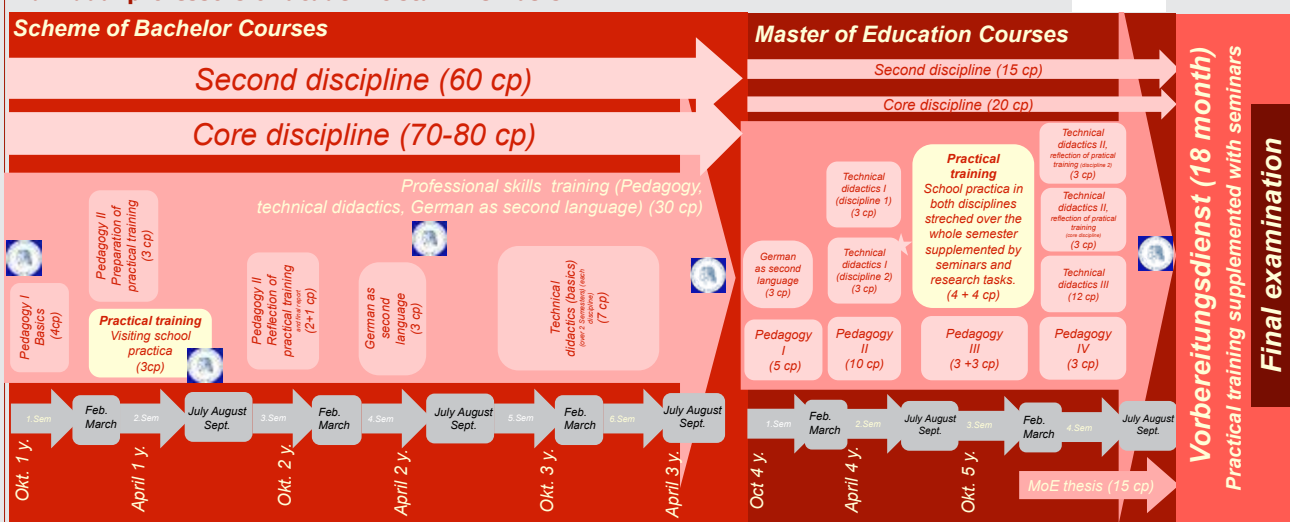 Scheme of Bachelor Courses
Second discipline (60 cp)
Core discipline (70-80 cp)
Professional skills training (Pedagogy,
technical didactics, German as second language) (30 cp)
Pedagogy I
Basics
(4cp)
Pedagogy II
Preparation of
practical training
(3 cp)
Practical training
Visiting school
practica
(3cp)
Pedagogy II
Reflection of
practical training
and final report
(2+1 cp)
German as
second
language)
(3 cp)
Technical
didactics (basics)
(over 2 Semesters) (each
discipline)
(7 cp)
1.Sem
Feb.
March
2.Sem
July August
Sept.
3.Sem
Feb.
March
4.Sem
July August
Sept.
5.Sem
Feb.
March
6.Sem
July August
Sept.
Okt. 1 y.
April 1 y.
Okt. 2 y.
April 2 y.
Okt. 3 y.
April 3 y.
Master of Education Courses
Second discipline (15 cp)
Core discipline (20 cp)
German
as second
language
(3 cp)
Technical
didactics I
(discipline 1)
(3 cp)
Technical
didactics I
(discipline 2)
(3 cp)
Practical
training
School practica in
both disciplines
streched over the
whole semester
supplemented by
seminars and
research tasks.
(4 + 4 cp)
Technical
didactics II,
reflection of pratical
training (discipline 2)
(3 cp)
Technical
didactics II,
reflection of pratical
training
(core discipline)
(3 cp)
Technical
didactics III
(12 cp)
Pedagogy
I
(5 cp)
Pedagogy
II
(10 cp)
Pedagogy
III
(3 +3 cp)
Pedagogy
IV
(3 cp)
1.Sem
Feb.
March
2.Sem
July August
Sept.
3.Sem
Feb.
March
4.Sem
July August
Sept.
Oct 4 y.
April 4 y.
Okt. 5 y.
MoE thesis (15 cp)
Vorbereitungsdienst (18 month)
Practical training supplemented with seminars
Final examination